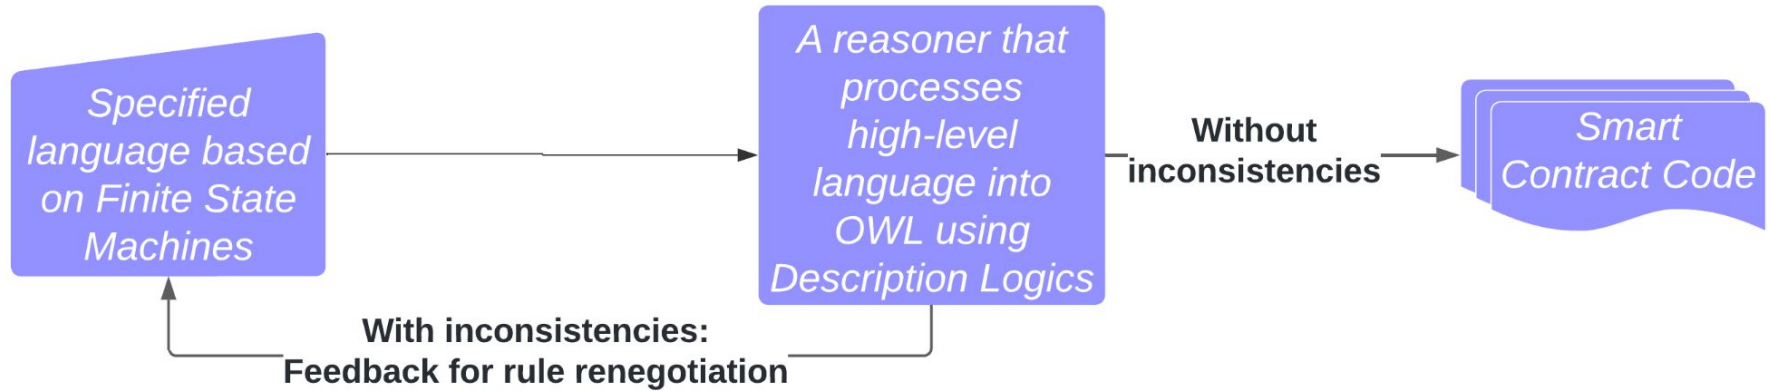 Specified
language based
on Finite State
Machines
A reasoner that
processes
high-level
language into
OWL using
Description Logics
Without
inconsistencies
Smart
Contract Code
With inconsistencies:
Feedback for rule renegotiation